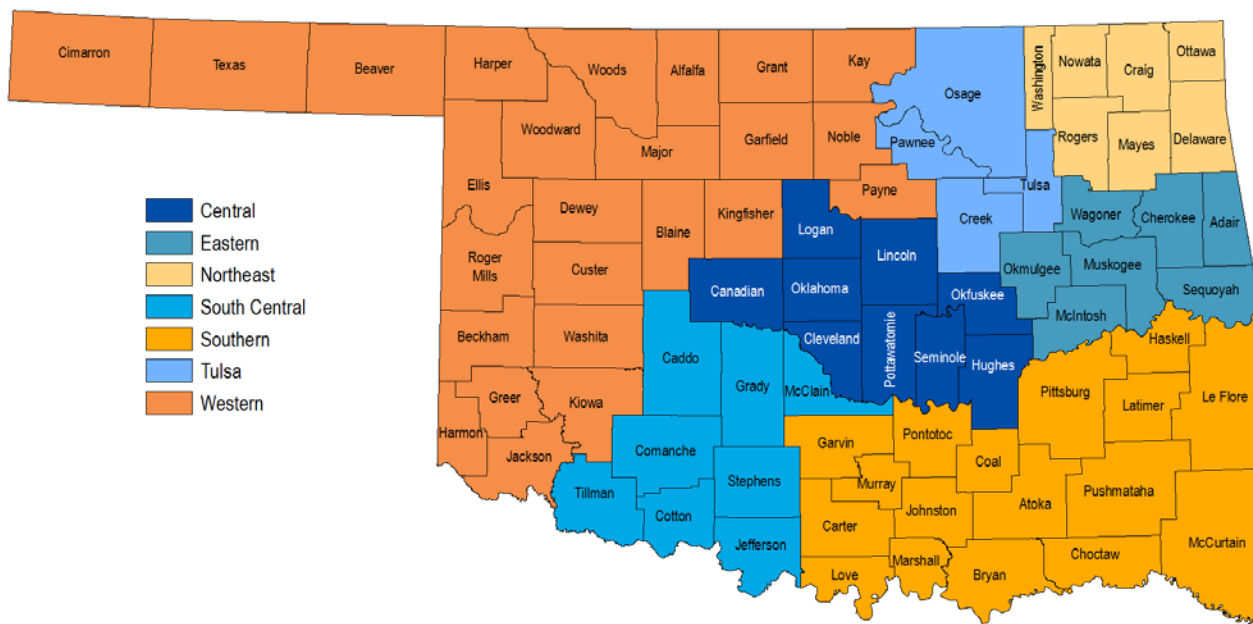 Cimarron
Texas
Beaver
Harper
Woods
Alfalfa
Grant
Kay
Osage
Washington
Nowata
Craig
Ottawa
Woodward
Major
Garfield
Noble
Pawnee
Rogers
Mayes
Delaware
Ellis
Dewey
Blaine
Kingfisher
Logan
Payne
Creek
Tulsa
Wagoner
Cherokee
Adair
Central
Eastern
Northeast
South Central
Southern
Tulsa
Western
Roger
Mills
Custer
Canadian
Oklahoma
Lincoln
Okfuskee
Okmulgee
Muskogee
Sequoyah
McIntosh
Beckham
Washita
Caddo
Grady
Cleveland
McClain
Pottawatomie
Seminole
Hughes
Haskell
Pittsburg
Latimer
Le Flore
Greer
Harmon
Kiowa
Jackson
Comanche
Tillman
Cotton
Stephens
Jefferson
Garvin
Pontotoc
Coal
Murray
Carter
Johnston
Atoka
Pushmataha
McCurtain
Love
Marshall
Bryan
Choctaw